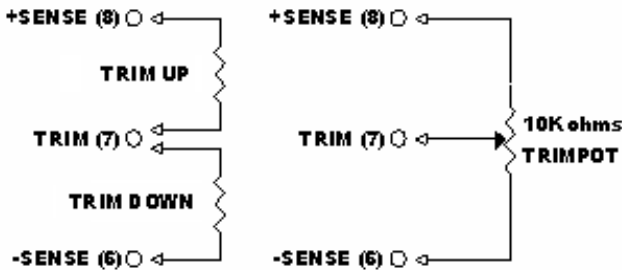 +SENSE (8)
TRIM UP
TRIM (7)
TRIM DOWN
-SENSE (6)
+SENSE (8)
10K ohms
TRIM (7)
TRIMPOT
-SENSE (6)